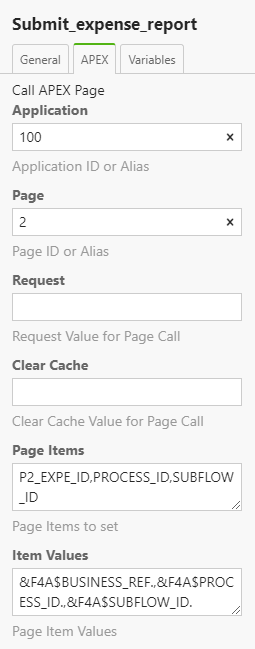 Submit_expense_report
General APEX Variables
Call APEX Page
Application
100 ×
Application ID or Alias
Page
2 ×
Page ID or Alias
Request
Request Value for Page Call
Clear Cache
Clear Cache Value for Page Call
Page Items
P2_EXPE_ID,PROCESS_ID,SUBFLOW
_ID
Page Items to set
Item Values
&F4A$BUSINESS_REF.,&F4A$PROC
ESS_ID.,&F4A$SUBFLOW_ID.
Page Item Values